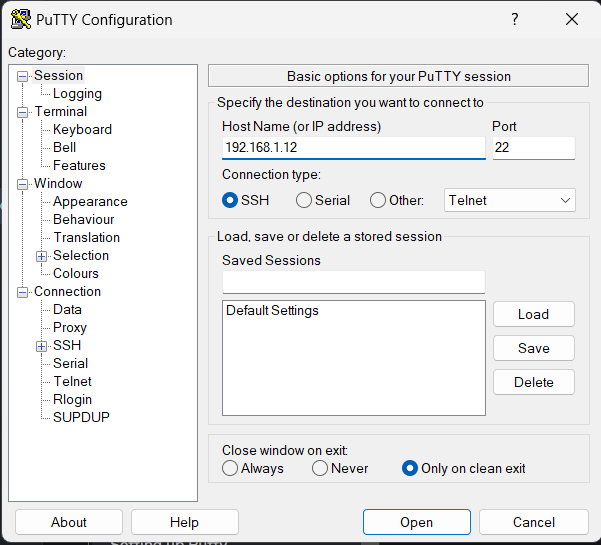 PuTTY Configuration
?
Category:
Session
Logging
Terminal
Keyboard
Bell
Features
Window
Appearance
Behaviour
Translation
Selection
Colours
Connection
Data
Proxy
SSH
Serial
Telnet
Rlogin
SUPDUP
Basic options for your PuTTY session
Specify the destination you want to connect to
Host Name (or IP address) Port
192.168.1.12 22
Connection type:
SSH Serial Other: Telnet
Load, save or delete a stored session
Saved Sessions
Default Settings
Load
Save
Delete
Close window on exit:
Always Never Only on clean exit
About Help Open Cancel